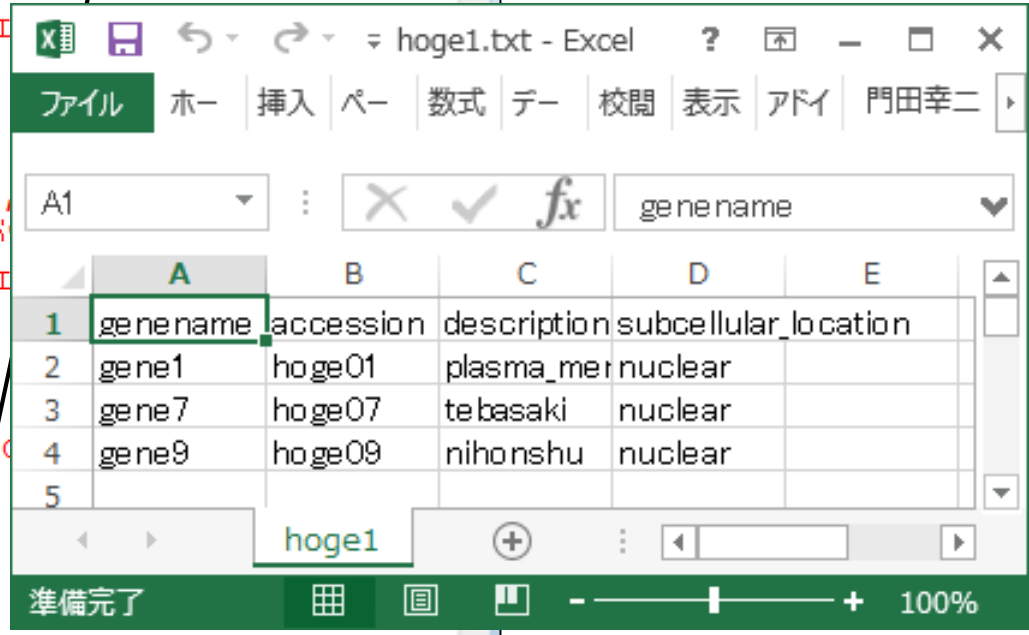 hoge1.txt - Excel ?
ファイル ホー 挿入 ペー 数式 デー 校閲 表示 アドイ 門田幸二
A1 fx genename
A B C D E
1 genename accession description subcellular_location
2 gene1 hoge01 plasma_mer nuclear
3 gene7 hoge07 tebasaki nuclear
4 gene9 hoge09 nihonshu nuclear
5
hoge1
準備完了 - + 100%